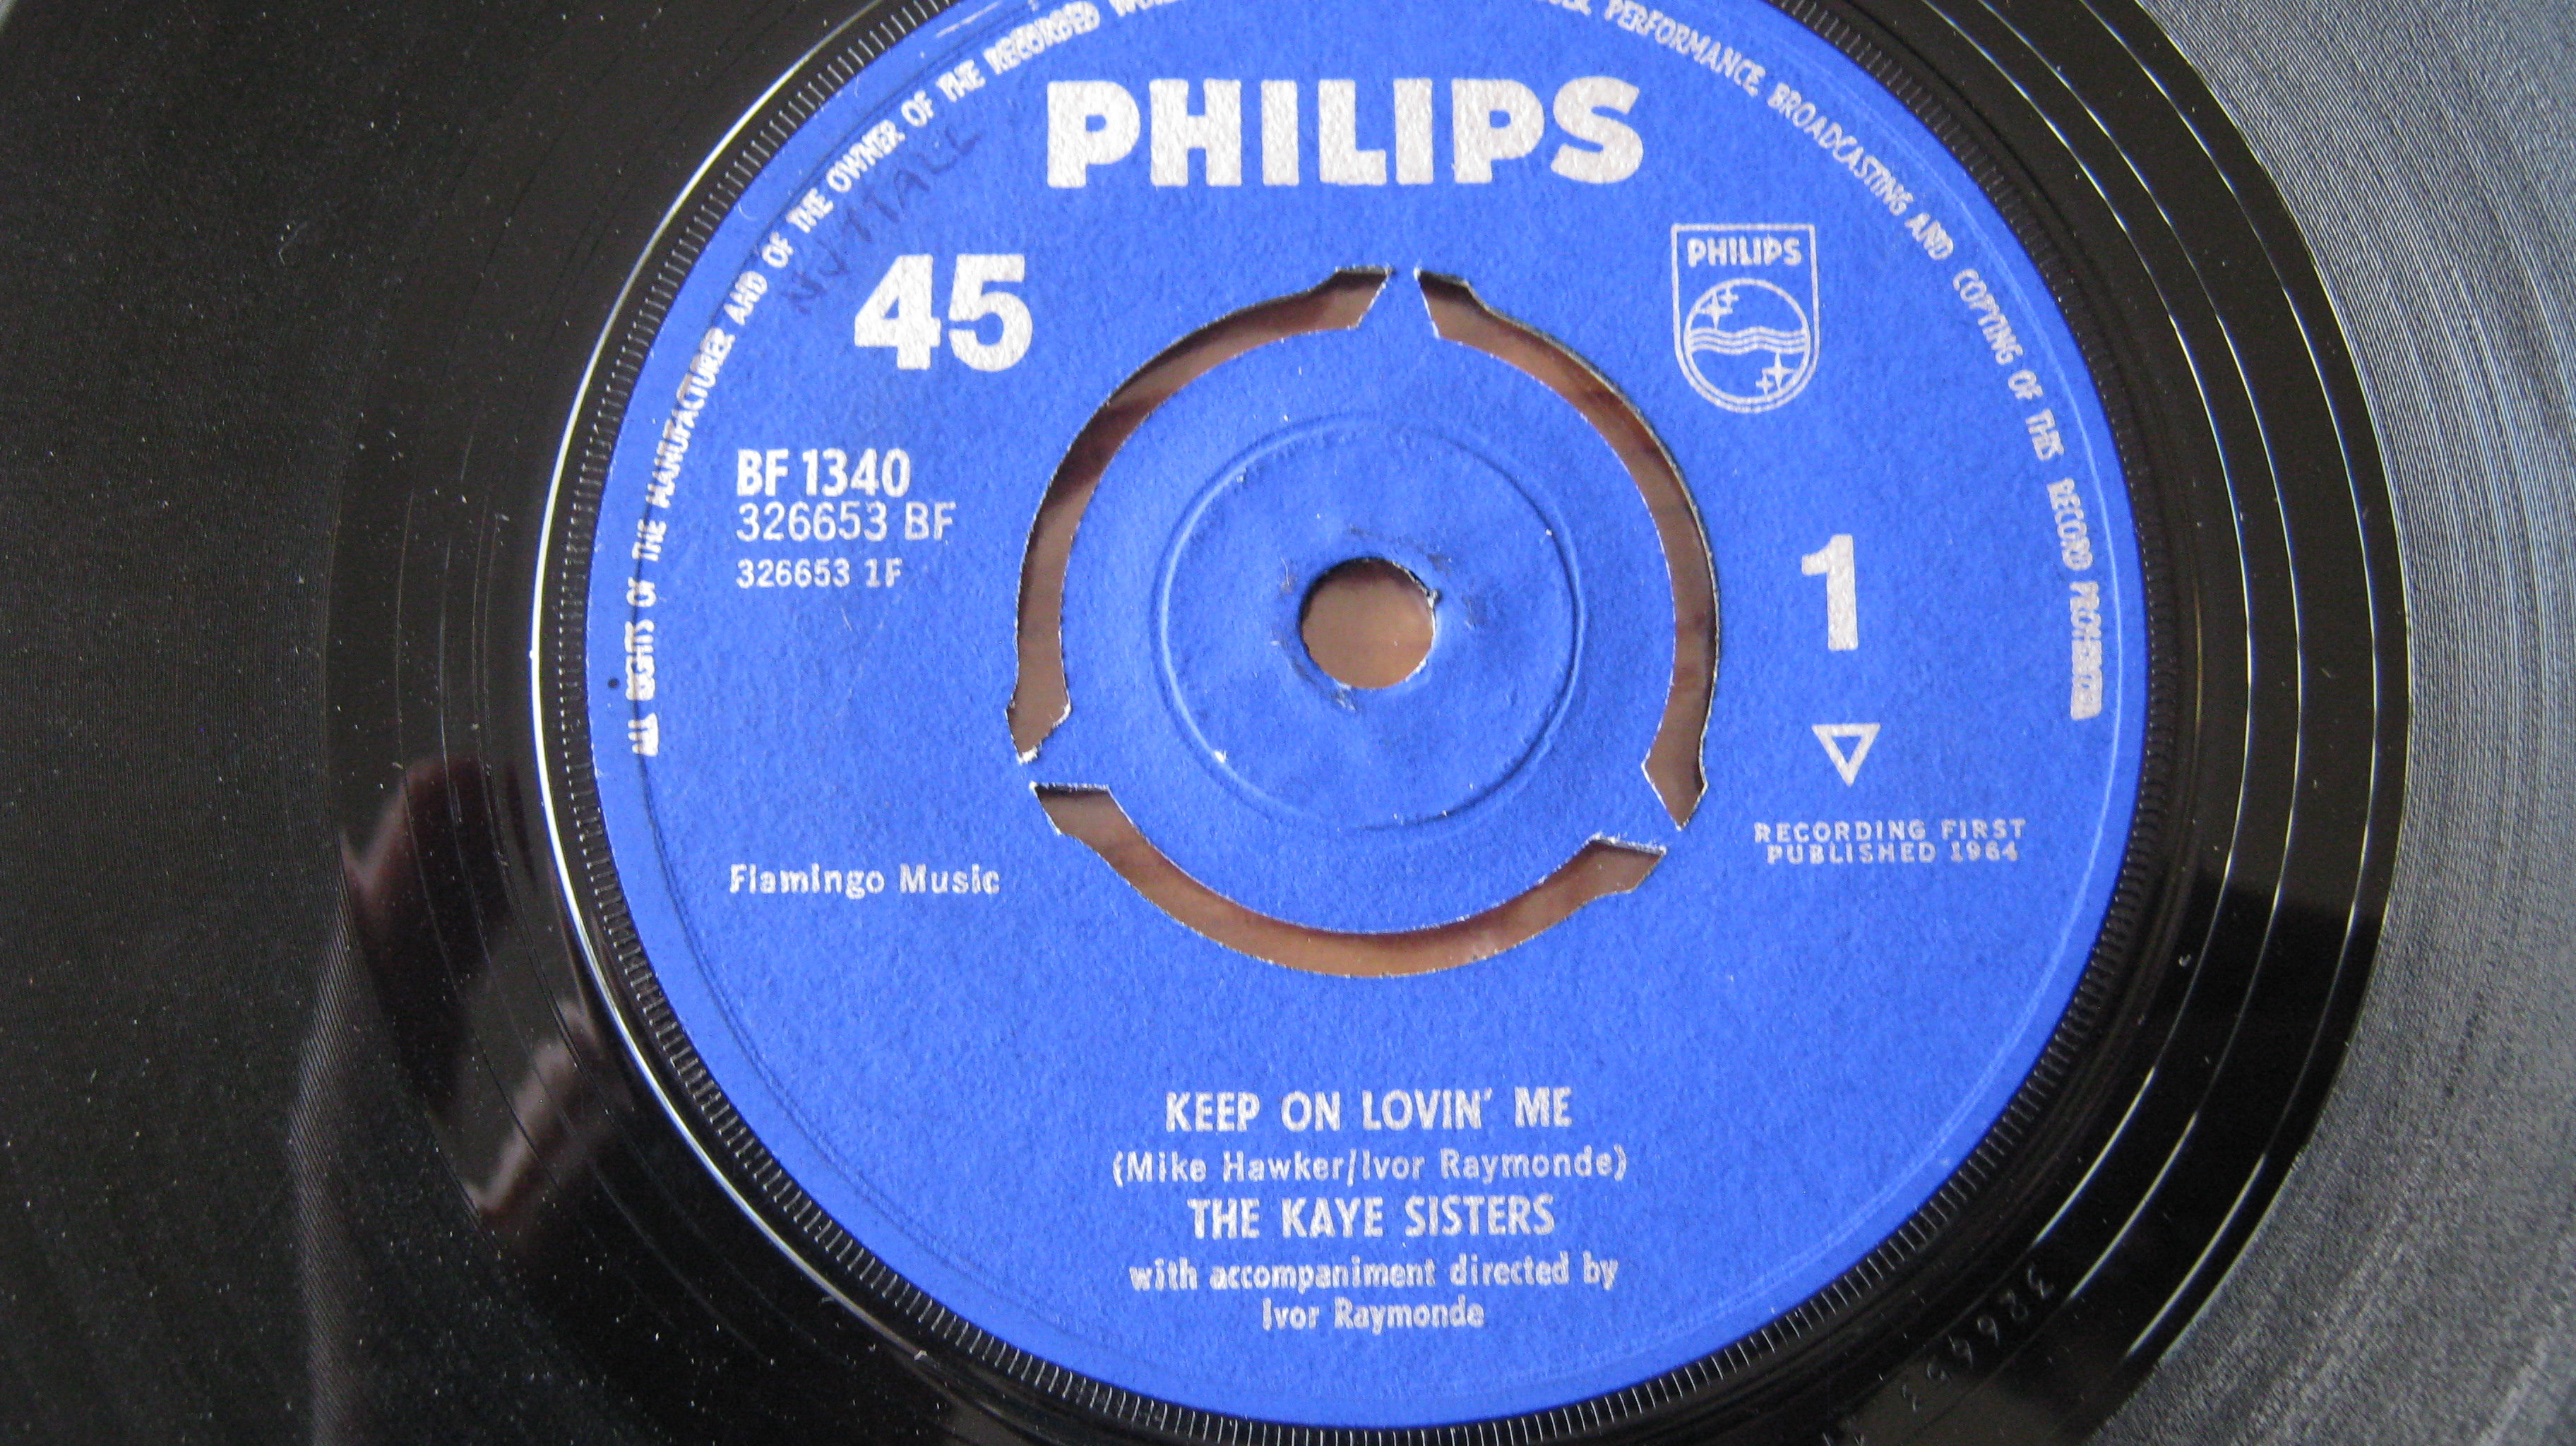 ALL RIGHTS OF THE MANUFACTURER AND OF THE OWNER OF THE RECORDED
PERFORMANCE, BROADCASTING AND COPYING OF THIS RECORD PROHIBITED
NUTTALL
PHILIPS
45
PHILIPS
BF 1340
326653 BF
326653 1F
1
Flamingo Music
RECORDING FIRST
PUBLISHED 1964
KEEP ON LOVIN' ME
(Mike Hawker/Ivor Raymonde)
THE KAYE SISTERS
with accompaniment directed by
Ivor Raymonde